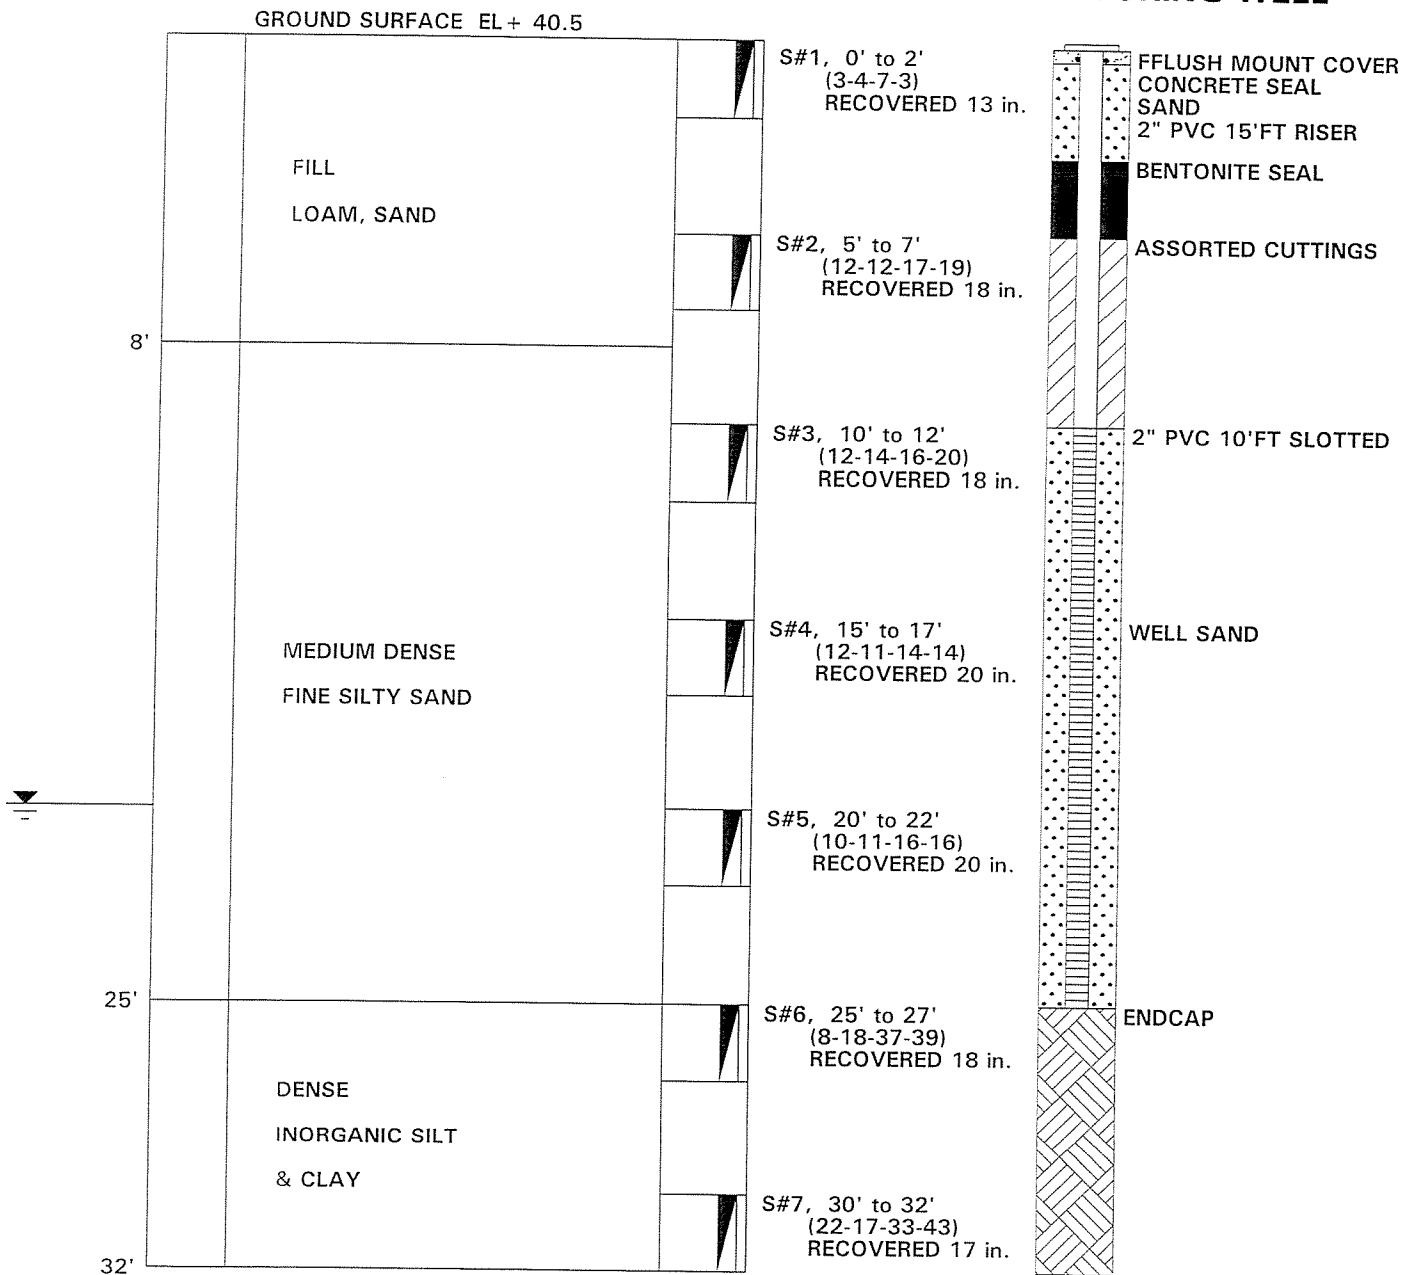 GROUND SURFACE EL+ 40.5
S#1, 0' to 2'
(3-4-7-3)
RECOVERED 13 in.
FFLUSH MOUNT COVER
CONCRETE SEAL
SAND
2" PVC 15'FT RISER
FILL
LOAM, SAND
BENTONITE SEAL
S#2, 5' to 7'
(12-12-17-19)
RECOVERED 18 in.
ASSORTED CUTTINGS
8'
S#3, 10' to 12'
(12-14-16-20)
RECOVERED 18 in.
2" PVC 10'FT SLOTTED
MEDIUM DENSE
FINE SILTY SAND
S#4, 15' to 17'
(12-11-14-14)
RECOVERED 20 in.
WELL SAND
S#5, 20' to 22'
(10-11-16-16)
RECOVERED 20 in.
25'
S#6, 25' to 27'
(8-18-37-39)
RECOVERED 18 in.
ENDCAP
DENSE
INORGANIC SILT
& CLAY
S#7, 30' to 32'
(22-17-33-43)
RECOVERED 17 in.
32'